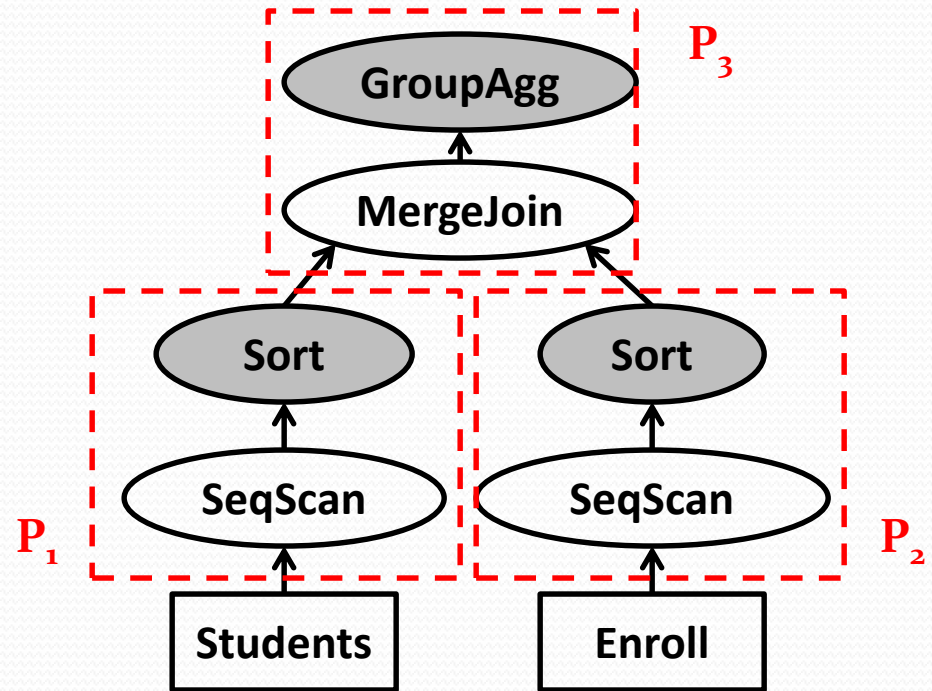 P₃
GroupAgg
MergeJoin
Sort
Sort
SeqScan
SeqScan
P₁
P₂
Students
Enroll